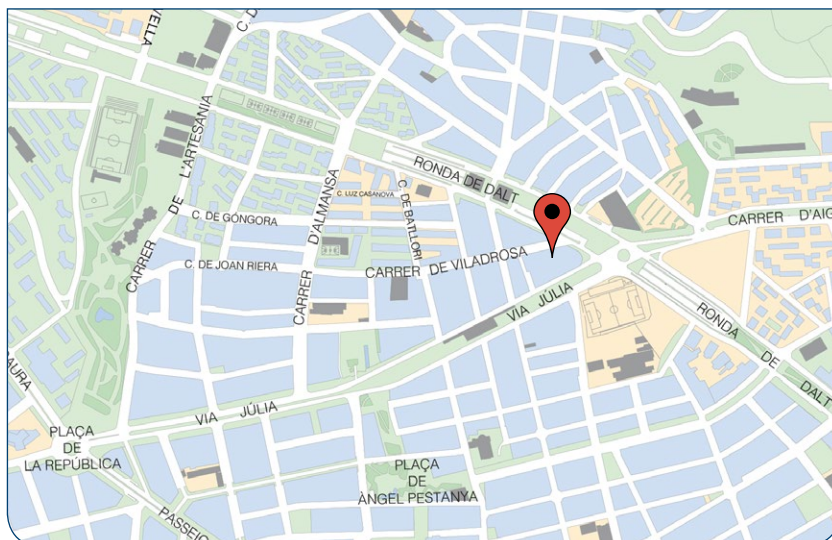 VELLA
C. D
CARRER DE L'ARTESANIA
RONDA DE DALT
C. LUZ CASANOVA
C. DE BATLLORI
CARRER D'ALMANSA
C. DE GÓNGORA
CARRER D'AIG
C. DE JOAN RIERA
CARRER DE VILADROSA
VIA JÚLIA
RONDA DE DALT
VIA JÚLIA
PLAÇA
DE
LA REPÚBLICA
PLAÇA
DE
ÀNGEL PESTANYA
PASSEIG